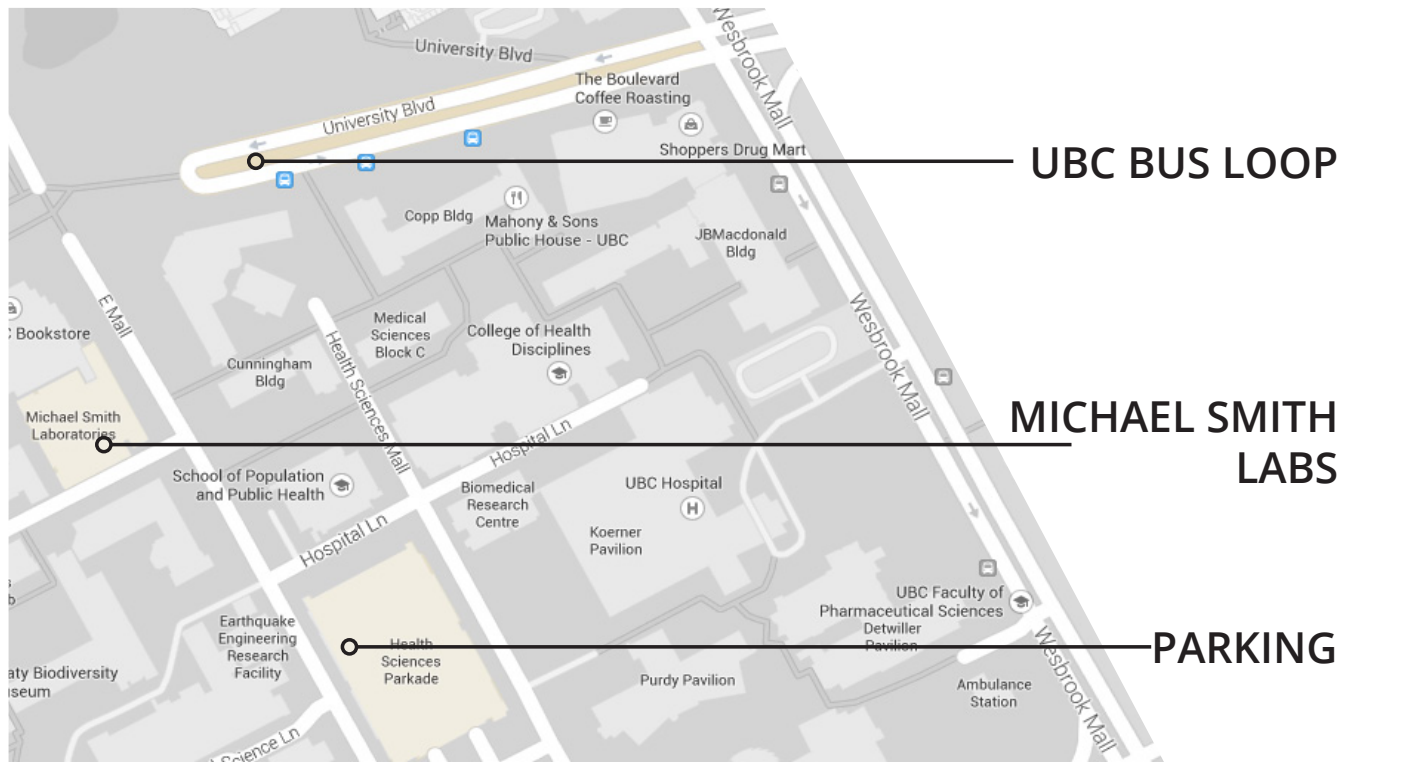 University Blvd
Wesbrook Mall
The Boulevard
Coffee Roasting
University Blvd
Shoppers Drug Mart
UBC BUS LOOP
Copp Bldg
Mahony & Sons
Public House - UBC
JBMacdonald
Bldg
E Mall
Bookstore
Medical
Sciences
Block C
College of Health
Disciplines
Wesbrook Mall
Health Sciences Mall
Cunningham
Bldg
Michael Smith
Laboratories
MICHAEL SMITH
LABS
Hospital Ln
School of Population
and Public Health
Biomedical
Research
Centre
UBC Hospital
H
Koerner
Pavilion
Hospital Ln
UBC Faculty of
Pharmaceutical Sciences
Detwiller
Pavilion
Earthquake
Engineering
Research
Facility
Health
Sciences
Parkade
PARKING
Wesbrook Mall
aty Biodiversity
useum
Purdy Pavilion
Ambulance
Station
Science Ln